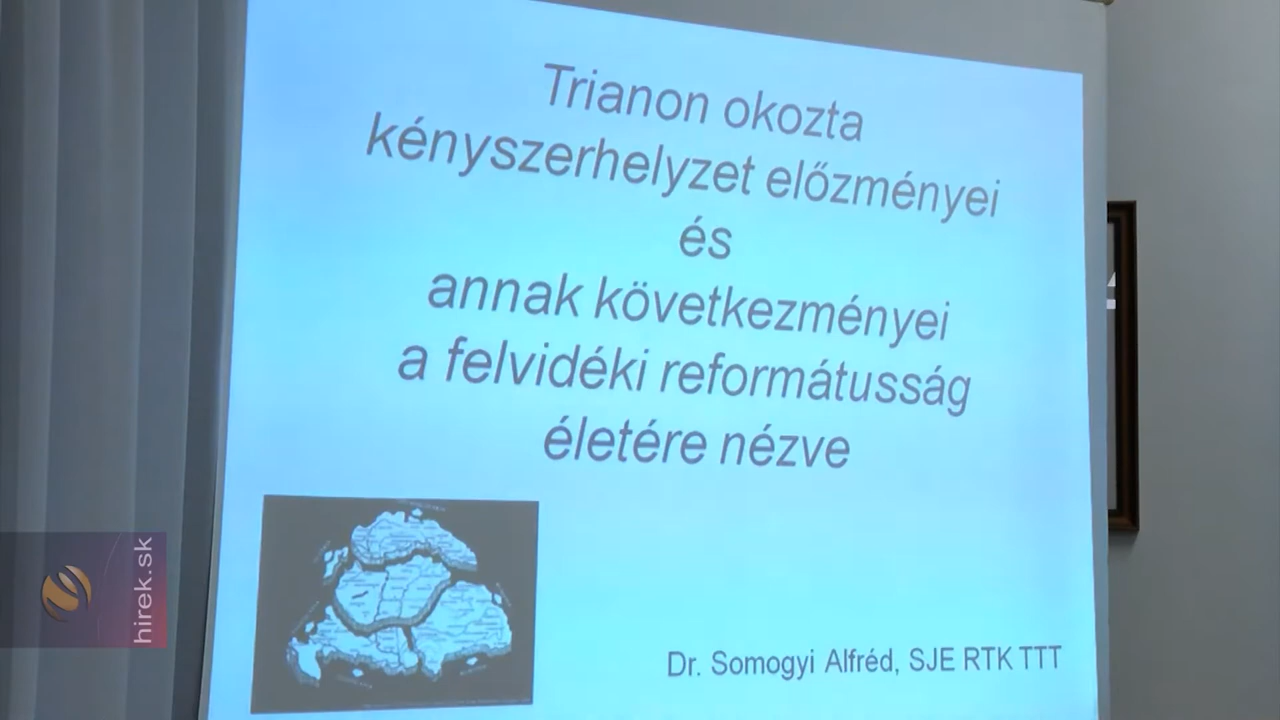 Trianon okozta
kényszerhelyzet előzményei
és
annak következményei
a felvidéki reformátusság
életére nézve
Dr. Somogyi Alfréd, SJE RTK TTT
hirek.sk